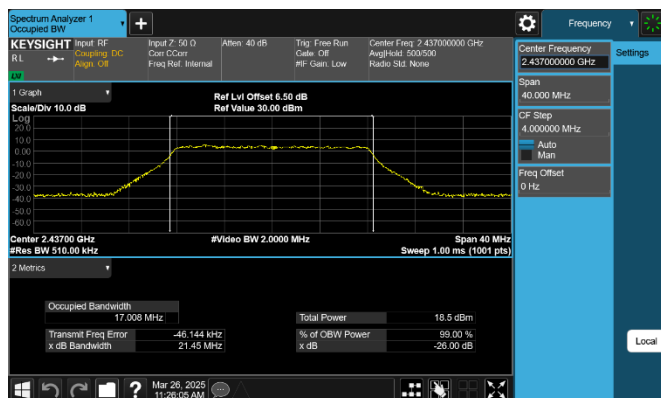 Spectrum Analyzer 1
Occupied BW
Frequency
KEYSIGHT
Input: RF
Coupling: DC
Align: Off
Input Z: 50 Ω
Corr CCorr
Freq Ref: Internal
Atten: 40 dB
Trig: Free Run
Gate: Off
#IF Gain: Low
Center Freq: 2.437000000 GHz
Avg|Hold: 500/500
Radio Std: None
R L
LXI
Center Frequency
2.437000000 GHz
Settings
Span
40.000 MHz
CF Step
4.000000 MHz
Auto
Man
Freq Offset
0 Hz
Local
1 Graph
Scale/Div 10.0 dB
Ref Lvl Offset 6.50 dB
Ref Value 30.00 dBm
Log
20.0
10.0
0.00
-10.0
-20.0
-30.0
-40.0
-50.0
-60.0
Center 2.43700 GHz
#Video BW 2.0000 MHz
Span 40 MHz
#Res BW 510.00 kHz
Sweep 1.00 ms (1001 pts)
2 Metrics
Occupied Bandwidth
17.008 MHz
Total Power 18.5 dBm
Transmit Freq Error -46.144 kHz
% of OBW Power 99.00 %
x dB Bandwidth 21.45 MHz
x dB -26.00 dB
?
Mar 26, 2025
11:26:05 AM